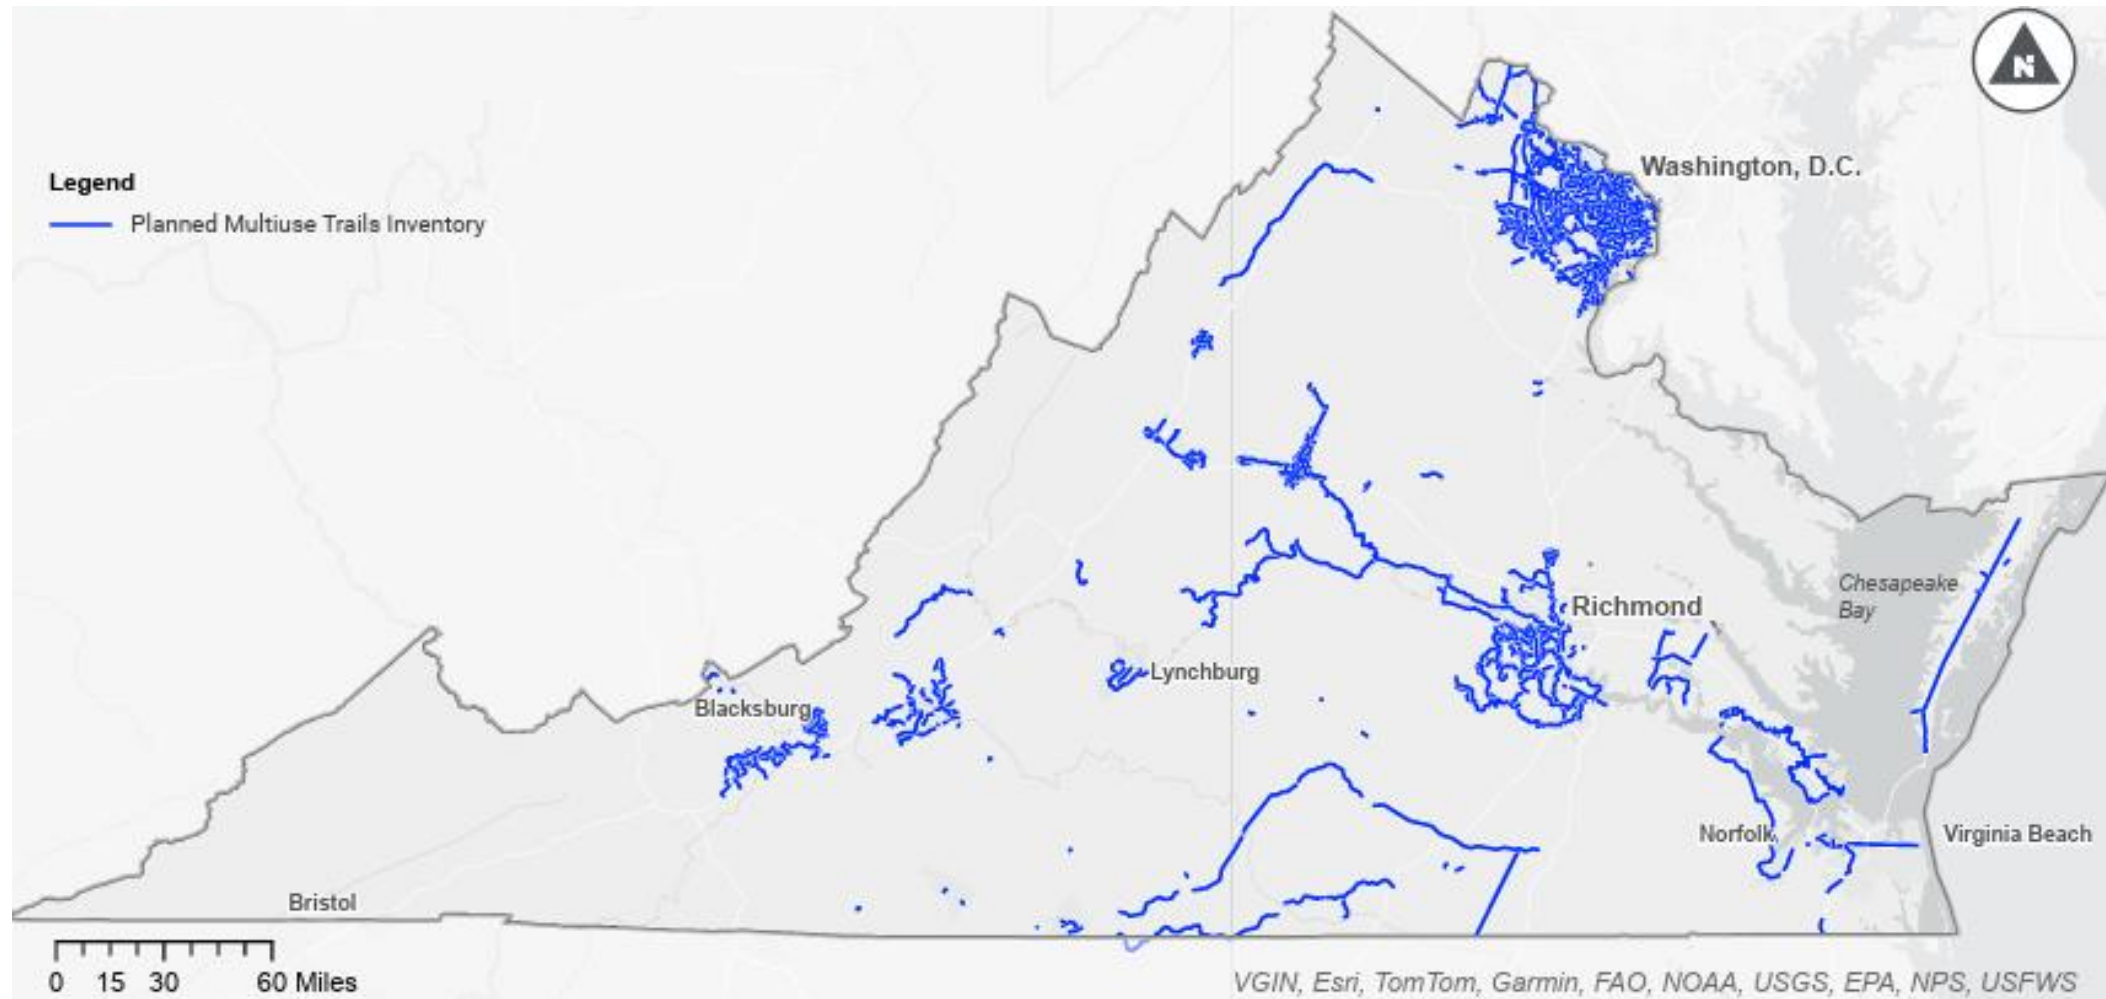 N
Washington, D.C.
Legend
Planned Multiuse Trails Inventory
Chesapeake
Bay
Richmond
Lynchburg
Blacksburg
Norfolk
Virginia Beach
Bristol
0 15 30 60 Miles
VGIN, Esri, TomTom, Garmin, FAO, NOAA, USGS, EPA, NPS, USFWS